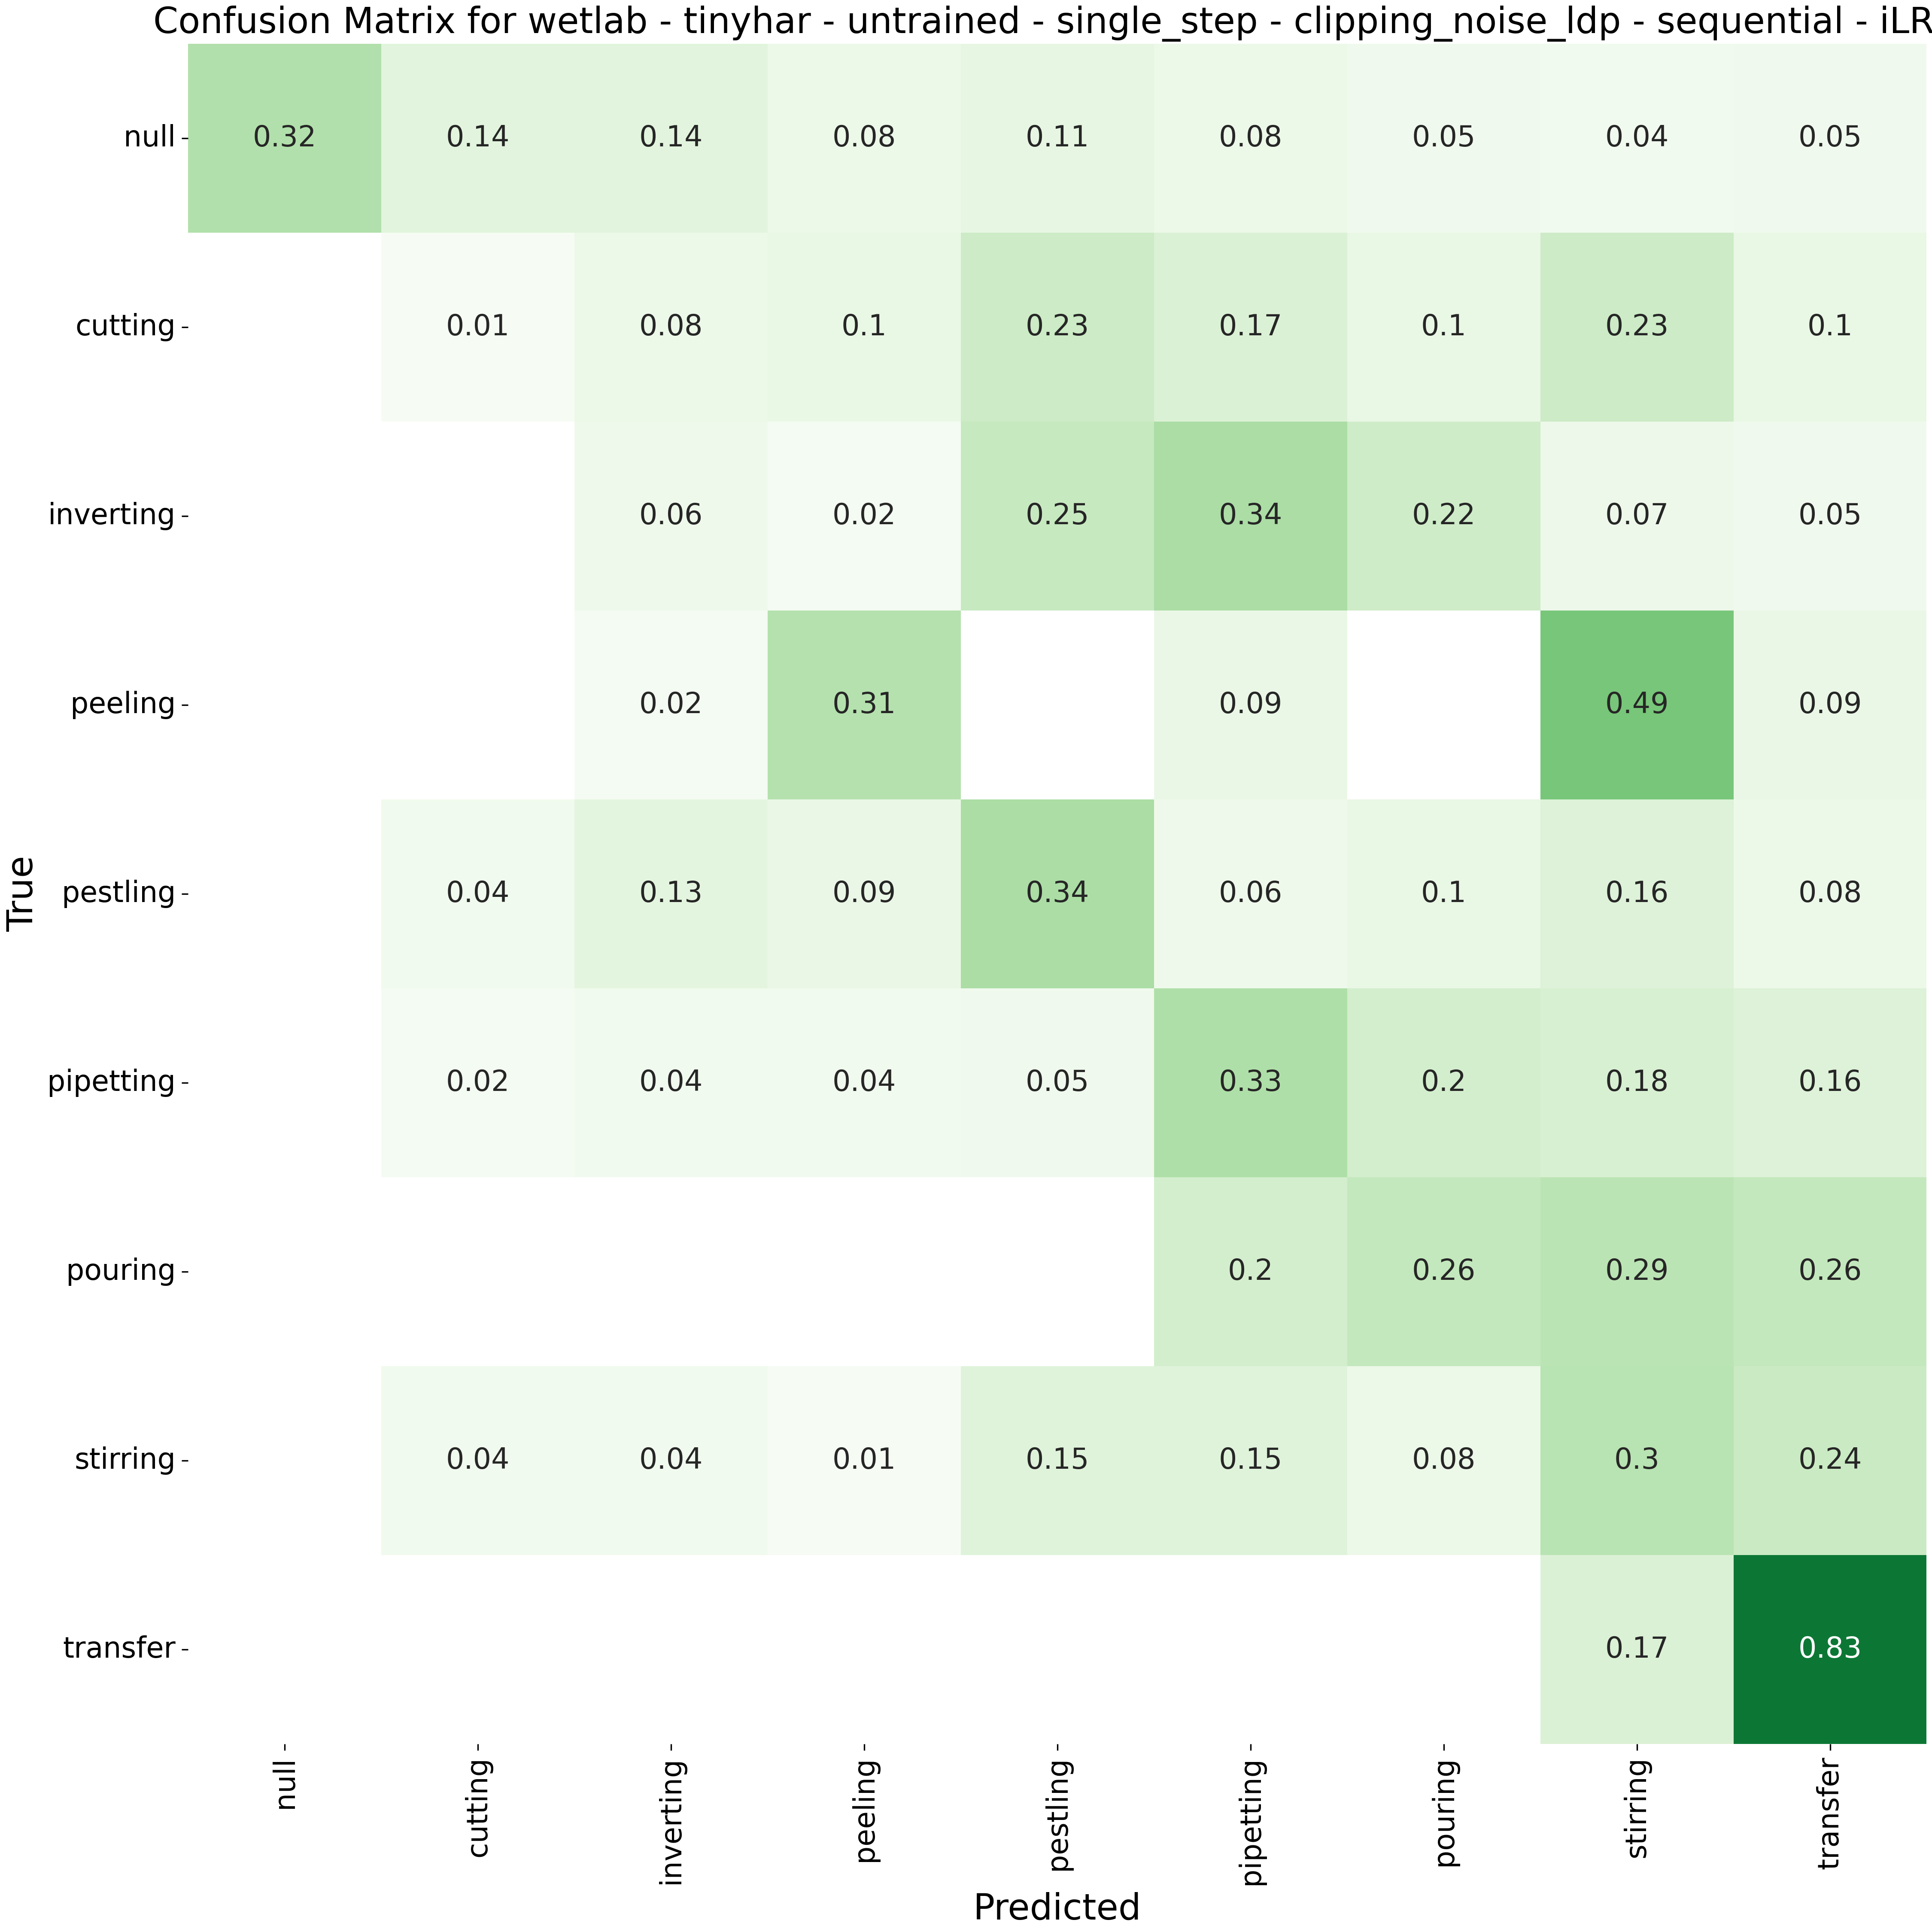 Confusion Matrix for wetlab - tinyhar - untrained - single_step - clipping_noise_ldp - sequential - iLR
null 0.32 0.14 0.14 0.08 0.11 0.08 0.05 0.04 0.05
cutting 0.01 0.08 0.1 0.23 0.17 0.1 0.23 0.1
inverting 0.06 0.02 0.25 0.34 0.22 0.07 0.05
peeling 0.02 0.31 0.09 0.49 0.09
pestling 0.04 0.13 0.09 0.34 0.06 0.1 0.16 0.08
pipetting 0.02 0.04 0.04 0.05 0.33 0.2 0.18 0.16
pouring 0.2 0.26 0.29 0.26
stirring 0.04 0.04 0.01 0.15 0.15 0.08 0.3 0.24
transfer 0.17 0.83
True
null cutting inverting peeling pestling pipetting pouring stirring transfer
Predicted